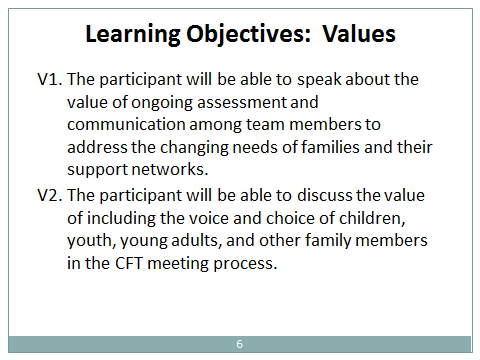 Learning Objectives:  Values
V1. The participant will be able to speak about the
value of ongoing assessment and
communication among team members to
address the changing needs of families and their
support networks.
V2. The participant will be able to discuss the value
of including the voice and choice of children,
youth, young adults, and other family members
in the CFT meeting process.
6